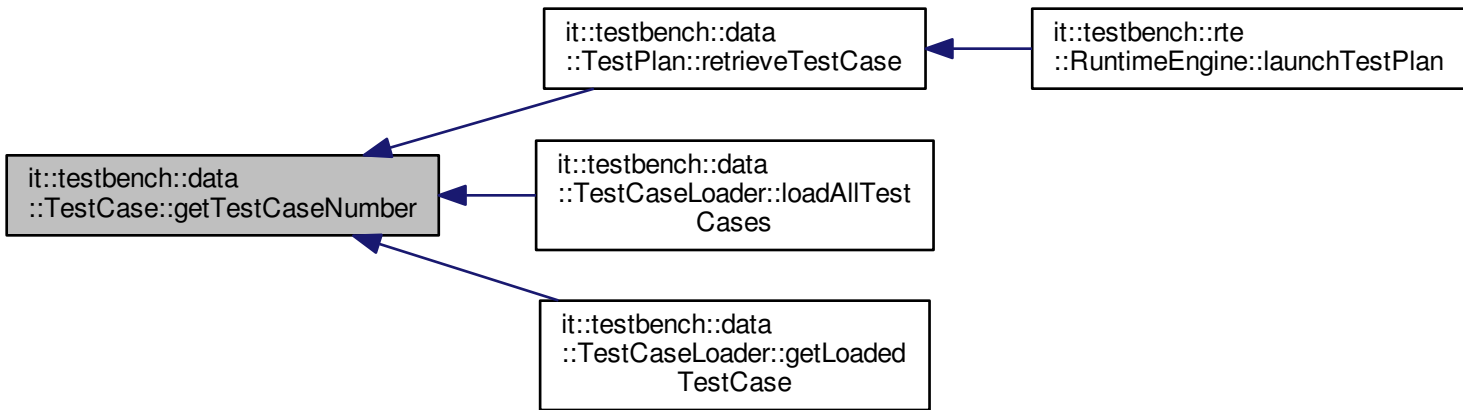 it::testbench::data
::TestPlan::retrieveTestCase
it::testbench::rte
::RuntimeEngine::launchTestPlan
it::testbench::data
::TestCase::getTestCaseNumber
it::testbench::data
::TestCaseLoader::loadAllTest
Cases
it::testbench::data
::TestCaseLoader::getLoaded
TestCase